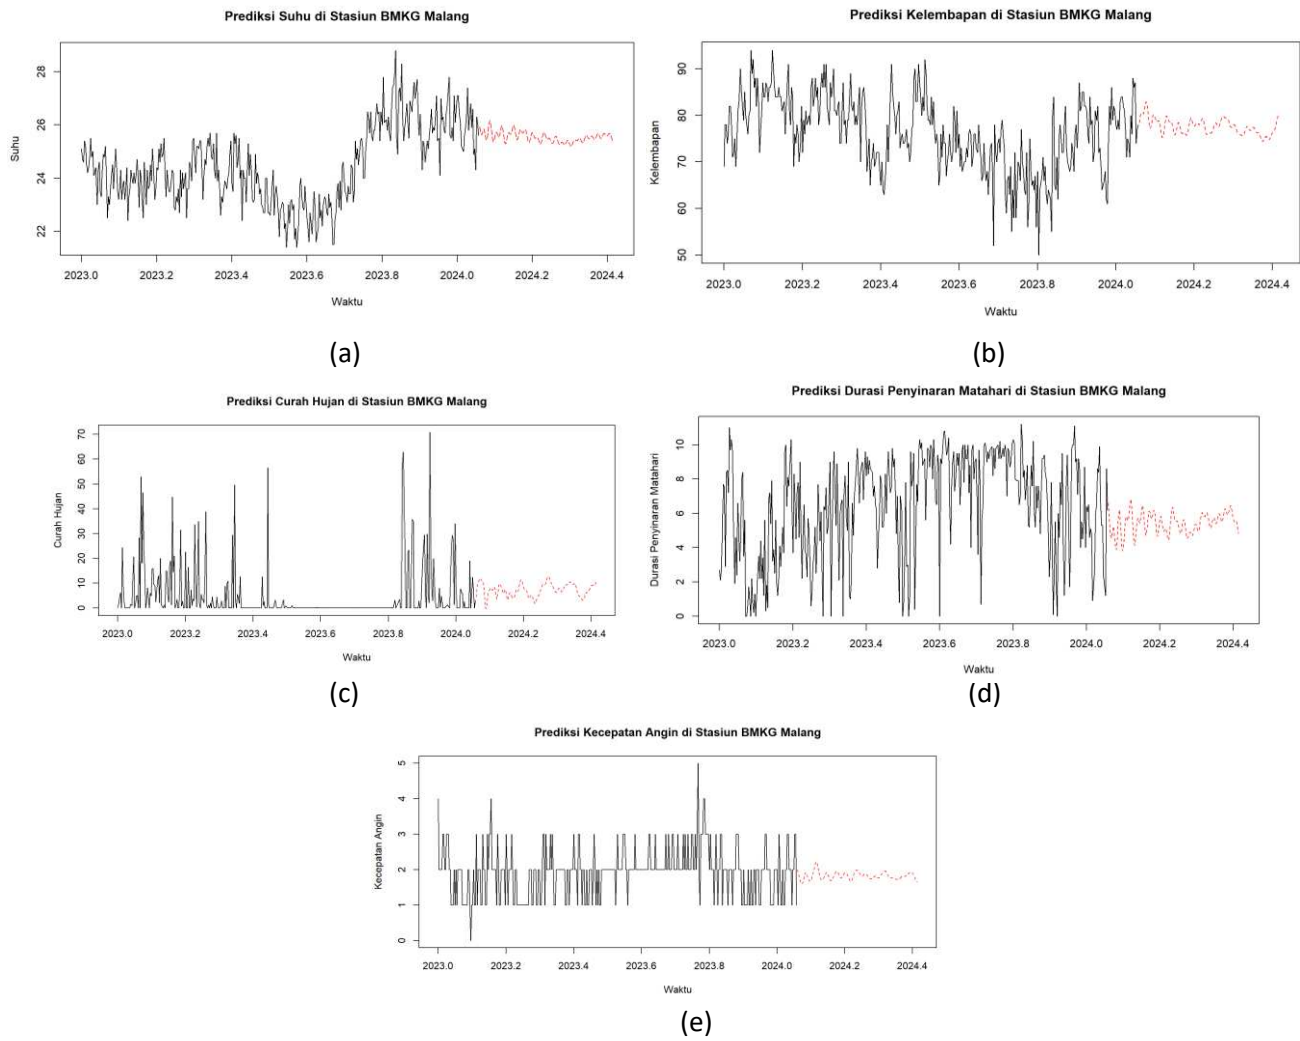 Prediksi Suhu di Stasiun BMKG Malang
Suhu
28
26
24
22
2023.0 2023.2 2023.4 2023.6 2023.8 2024.0 2024.2 2024.4
Waktu
(a)
Prediksi Kelembapan di Stasiun BMKG Malang
Kelembapan
90
80
70
60
50
2023.0 2023.2 2023.4 2023.6 2023.8 2024.0 2024.2 2024.4
Waktu
(b)
Prediksi Curah Hujan di Stasiun BMKG Malang
Curah Hujan
70
60
50
40
30
20
10
0
2023.0 2023.2 2023.4 2023.6 2023.8 2024.0 2024.2 2024.4
Waktu
(c)
Prediksi Durasi Penyinaran Matahari di Stasiun BMKG Malang
Durasi Penyinaran Matahari
10
8
6
4
2
0
2023.0 2023.2 2023.4 2023.6 2023.8 2024.0 2024.2 2024.4
Waktu
(d)
Prediksi Kecepatan Angin di Stasiun BMKG Malang
Kecepatan Angin
5
4
3
2
1
0
2023.0 2023.2 2023.4 2023.6 2023.8 2024.0 2024.2 2024.4
Waktu
(e)